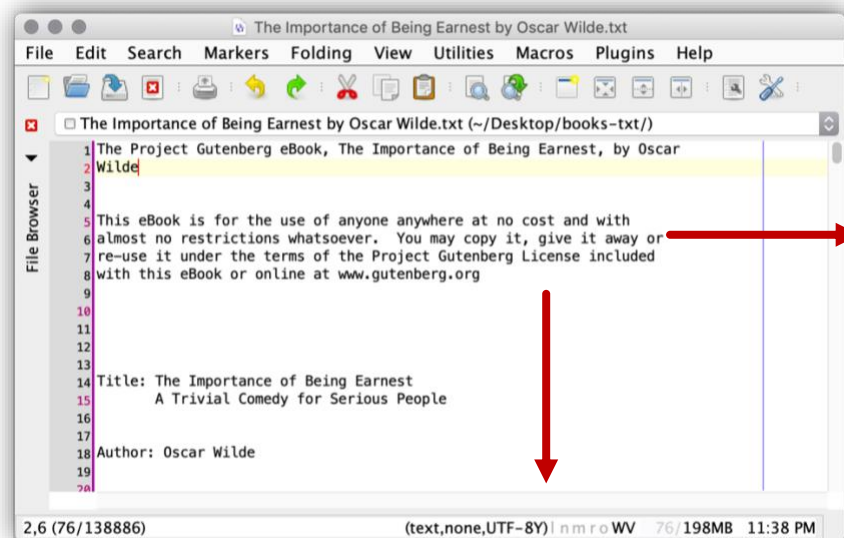 The Importance of Being Earnest by Oscar Wilde.txt
File Edit Search Markers Folding View Utilities Macros Plugins Help
The Importance of Being Earnest by Oscar Wilde.txt (~/Desktop/books-txt/)
File Browser
1 The Project Gutenberg eBook, The Importance of Being Earnest, by Oscar
2 Wilde
3
4
5 This eBook is for the use of anyone anywhere at no cost and with
6 almost no restrictions whatsoever.  You may copy it, give it away or
7 re-use it under the terms of the Project Gutenberg License included
8 with this eBook or online at www.gutenberg.org
9
10
11
12
13
14 Title: The Importance of Being Earnest
15        A Trivial Comedy for Serious People
16
17
18 Author: Oscar Wilde
19
20
2,6 (76/138886) (text,none,UTF-8Y) l n m r o WV 76/198MB 11:38 PM